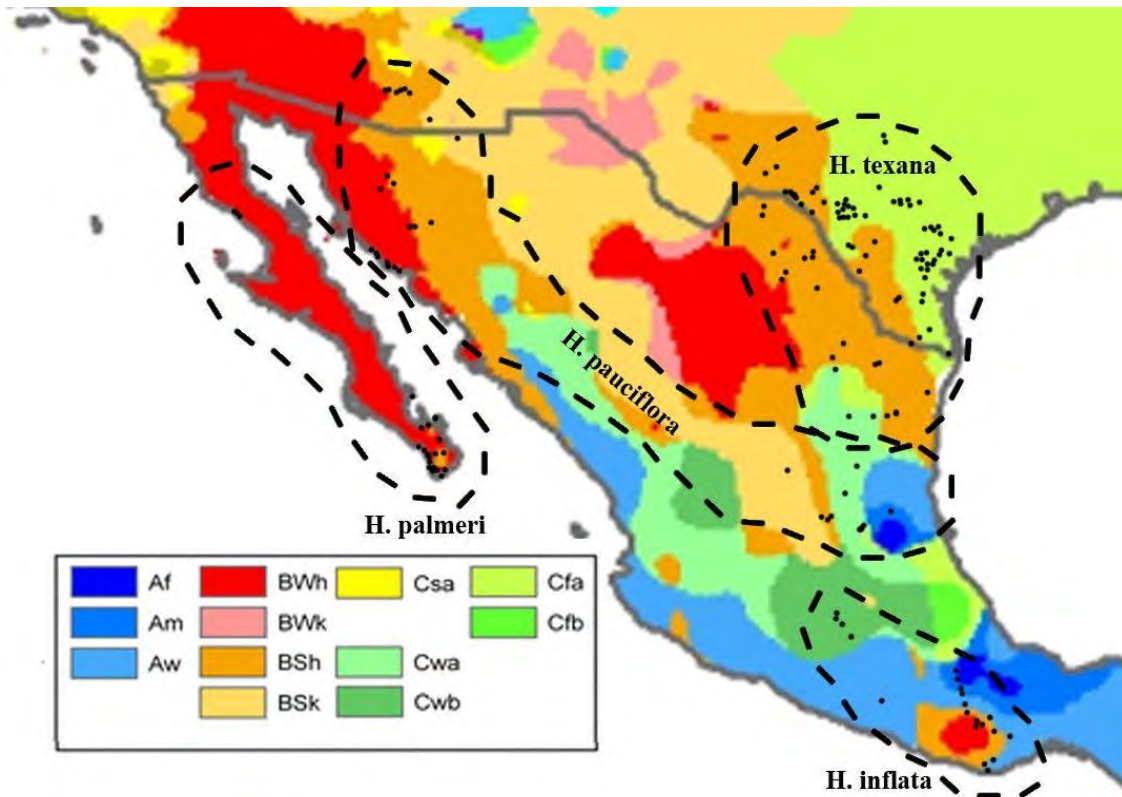 H. texana
H. pauciflora
H. palmeri
Af BWh Csa Cfa
Am BWk Cfb
Aw BSh Cwa
BSk Cwb
H. inflata